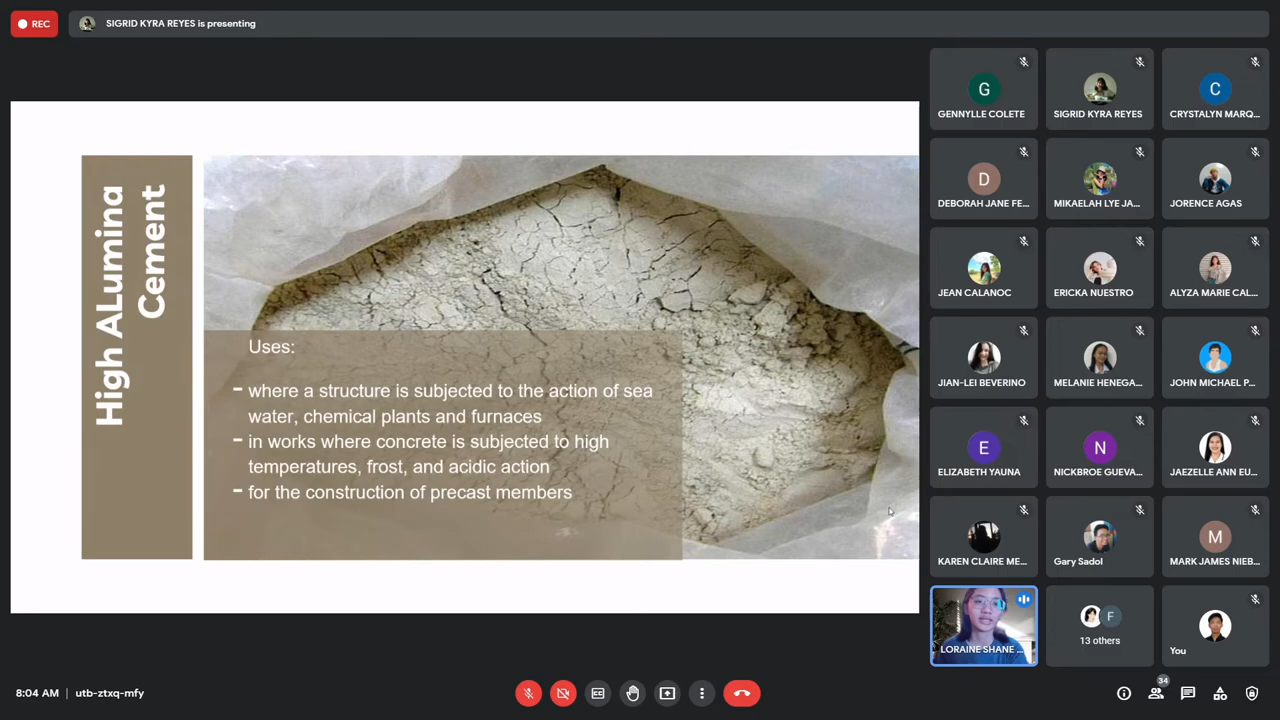 REC
SIGRID KYRA REYES is presenting
High ALumina
Cement
Uses:
- where a structure is subjected to the action of sea
water, chemical plants and furnaces
- in works where concrete is subjected to high
temperatures, frost, and acidic action
- for the construction of precast members
G
GENNYLLE COLETE
SIGRID KYRA REYES
C
CRYSTALYN MARQ...
D
DEBORAH JANE FE...
MIKAELAH LYE JA...
JORENCE AGAS
JEAN CALANOC
ERICKA NUESTRO
ALYZA MARIE CAL...
JIAN-LEI BEVERINO
MELANIE HENEGA...
JOHN MICHAEL P...
E
ELIZABETH YAUNA
N
NICKBROE GUEVA...
JAEZELLE ANN EU...
KAREN CLAIRE ME...
Gary Sadol
M
MARK JAMES NIEB...
LORAINE SHANE ...
F
13 others
You
8:04 AM | utb-ztxq-mfy
CC
34